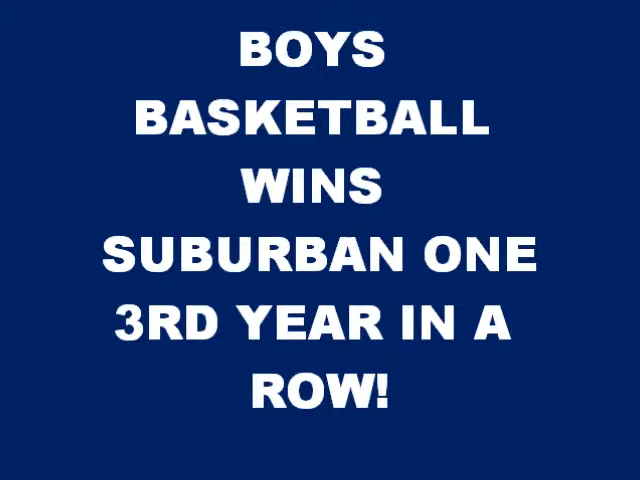 BOYS
BASKETBALL
WINS
SUBURBAN ONE
3RD YEAR IN A
ROW!